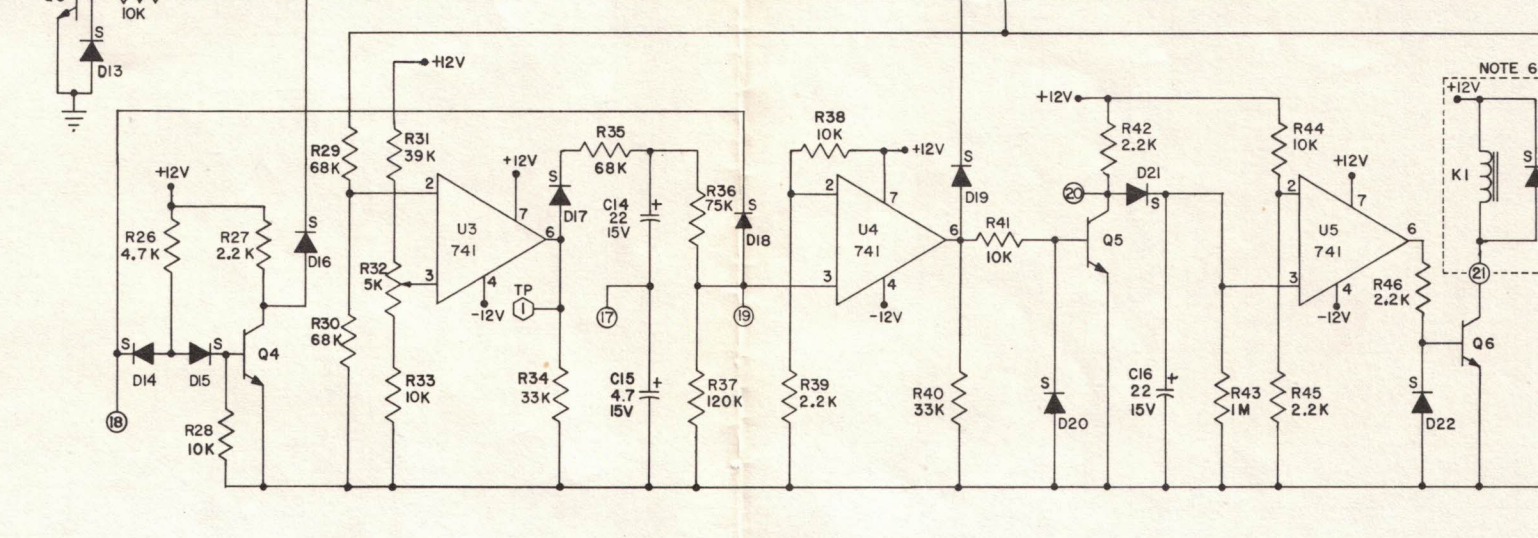 10K
S
D13
+12V
NOTE 6
+12V
R29
68K
R31
39K
+12V
2
7
U3
741
6
3
4
-12V
R32
5K
R30
68K
R33
10K
+12V
R26
4.7K
R27
2.2K
S
D16
S
D14
S
D15
Q4
18
R28
10K
R35
68K
S
D17
C14
22
15V
+
R36
75K
S
D18
TP
1
17
19
R34
33K
C15
4.7
15V
+
R37
120K
R38
10K
+12V
2
7
U4
741
6
3
4
-12V
R39
2.2K
S
D19
R41
10K
R40
33K
+12V
R42
2.2K
20
D21
S
Q5
S
D20
C16
22
15V
+
R43
1M
R44
10K
R45
2.2K
+12V
2
7
U5
741
6
3
4
-12V
R46
2.2K
K1
S
21
Q6
S
D22